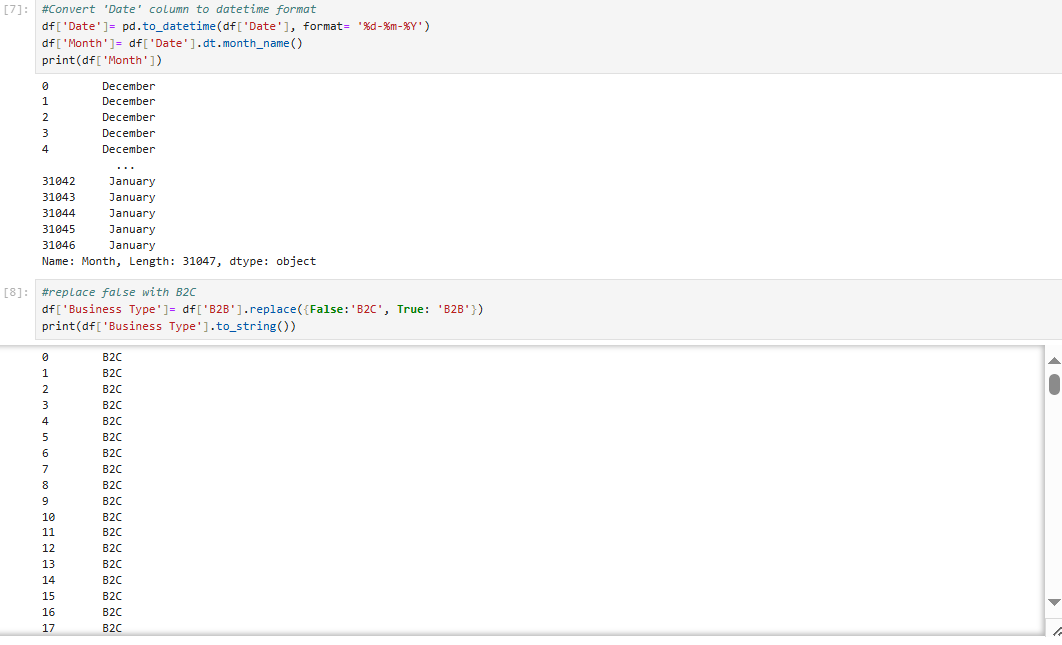 [7]: #Convert 'Date' column to datetime format
df['Date']= pd.to_datetime(df['Date'], format= '%d-%m-%Y')
df['Month']= df['Date'].dt.month_name()
print(df['Month'])
0        December
1        December
2        December
3        December
4        December
           ...
31042     January
31043     January
31044     January
31045     January
31046     January
Name: Month, Length: 31047, dtype: object
[8]: #replace false with B2C
df['Business Type']= df['B2B'].replace({False:'B2C', True: 'B2B'})
print(df['Business Type'].to_string())
0        B2C
1        B2C
2        B2C
3        B2C
4        B2C
5        B2C
6        B2C
7        B2C
8        B2C
9        B2C
10       B2C
11       B2C
12       B2C
13       B2C
14       B2C
15       B2C
16       B2C
17       B2C